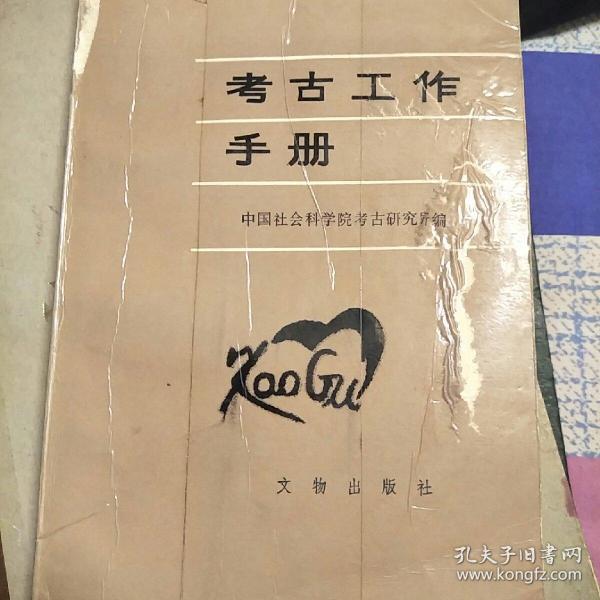 考古工作
手册
中国社会科学院考古研究所编
KaoGu
文物出版社
孔夫子旧书网
www.kongfz.com